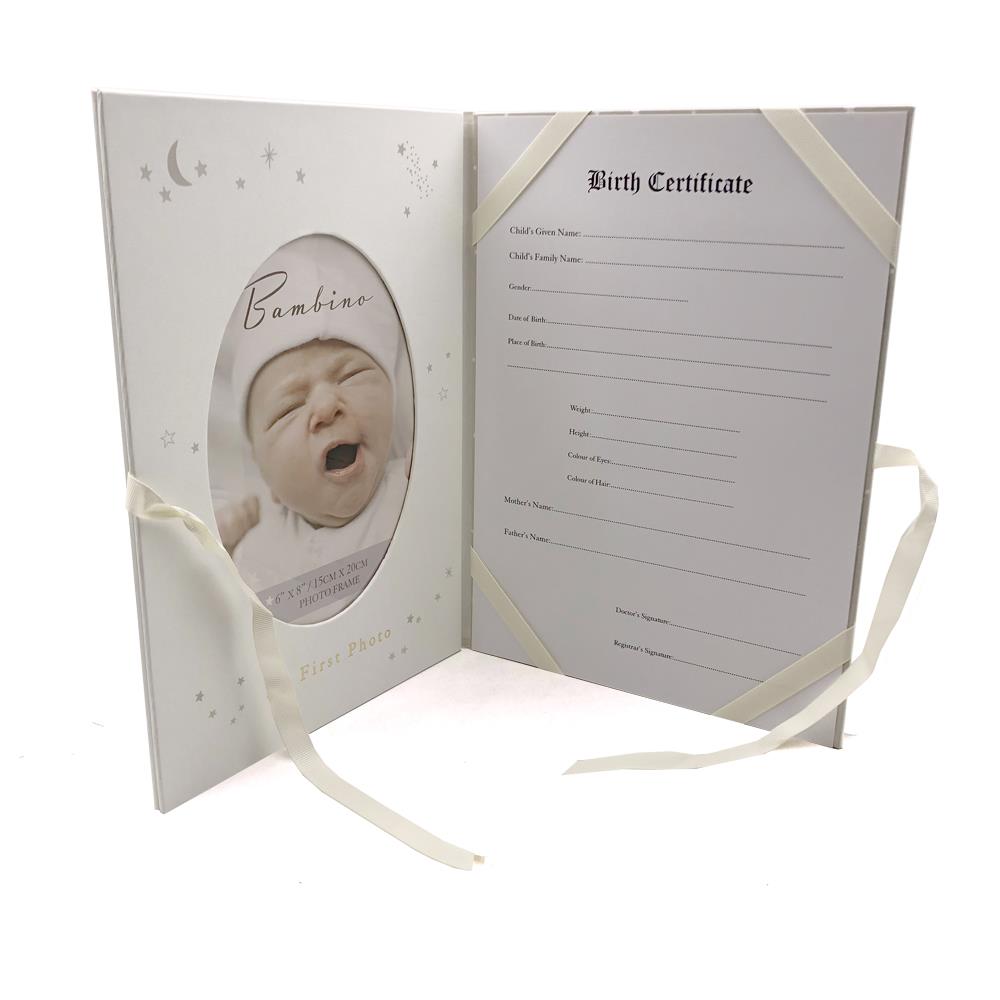 Bambino
6" X 8" / 15CM X 20CM
PHOTO FRAME
First Photo
Birth Certificate
Child's Given Name:
Child's Family Name:
Gender:
Date of Birth:
Place of Birth:
Weight:
Height:
Colour of Eyes:
Colour of Hair:
Mother's Name:
Father's Name:
Doctor's Signature:
Registrar's Signature: